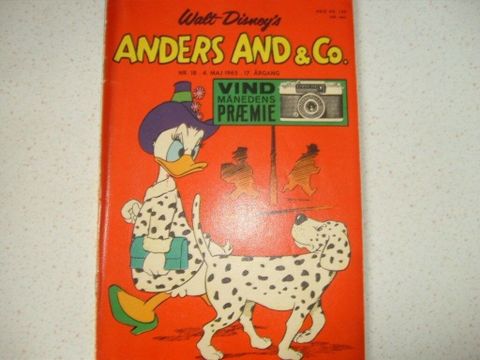 Walt Disney's
ANDERS AND & Co.
NR. 18 . 4. MAJ 1965 . 17. ÅRGANG
VIND
MÅNEDENS
PRÆMIE